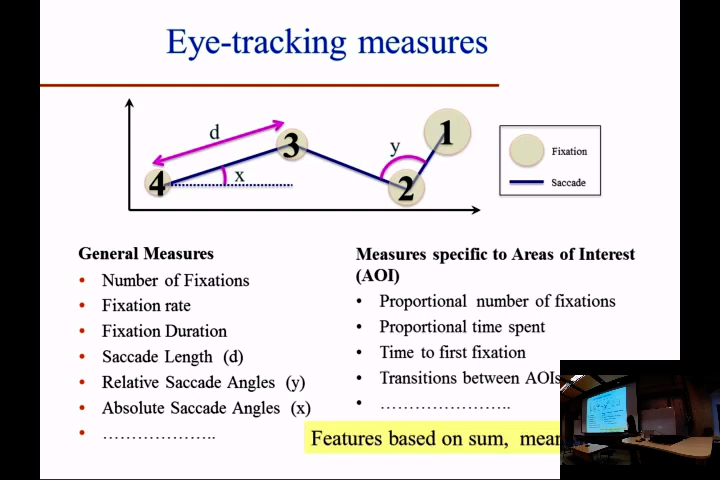 Eye-tracking measures
d
3
1
y
x
4
2
Fixation
Saccade
General Measures
• Number of Fixations
• Fixation rate
• Fixation Duration
• Saccade Length (d)
• Relative Saccade Angles (y)
• Absolute Saccade Angles (x)
• ………………..
Measures specific to Areas of Interest
(AOI)
• Proportional number of fixations
• Proportional time spent
• Time to first fixation
• Transitions between AOIs
• …………………..
Features based on sum, mean